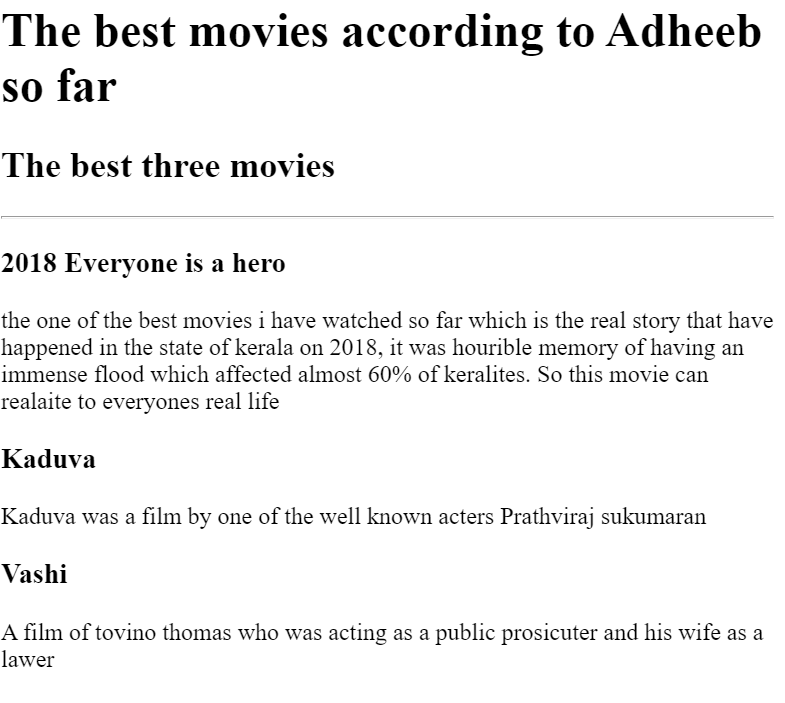 The best movies according to Adheeb
so far
The best three movies
2018 Everyone is a hero
the one of the best movies i have watched so far which is the real story that have
happened in the state of kerala on 2018, it was hourible memory of having an
immense flood which affected almost 60% of keralites. So this movie can
realaite to everyones real life
Kaduva
Kaduva was a film by one of the well known acters Prathviraj sukumaran
Vashi
A film of tovino thomas who was acting as a public prosicuter and his wife as a
lawer